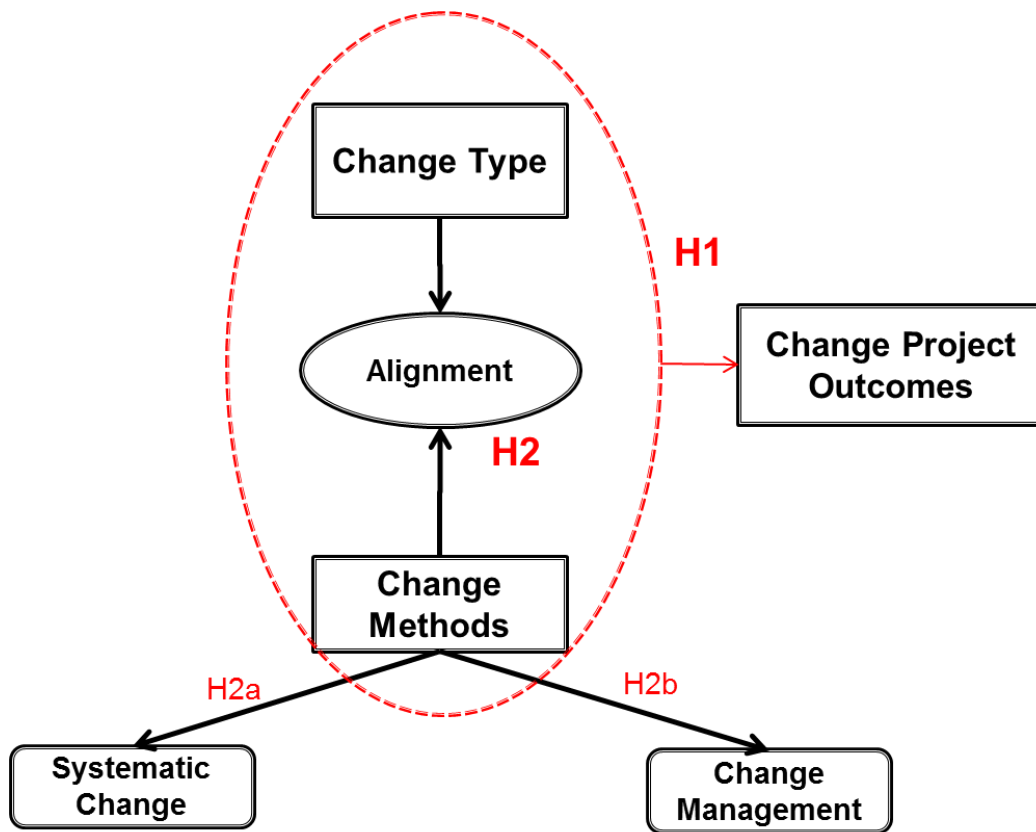 Change Type
H1
Alignment
Change Project
Outcomes
H2
Change
Methods
H2a
H2b
Systematic
Change
Change
Management